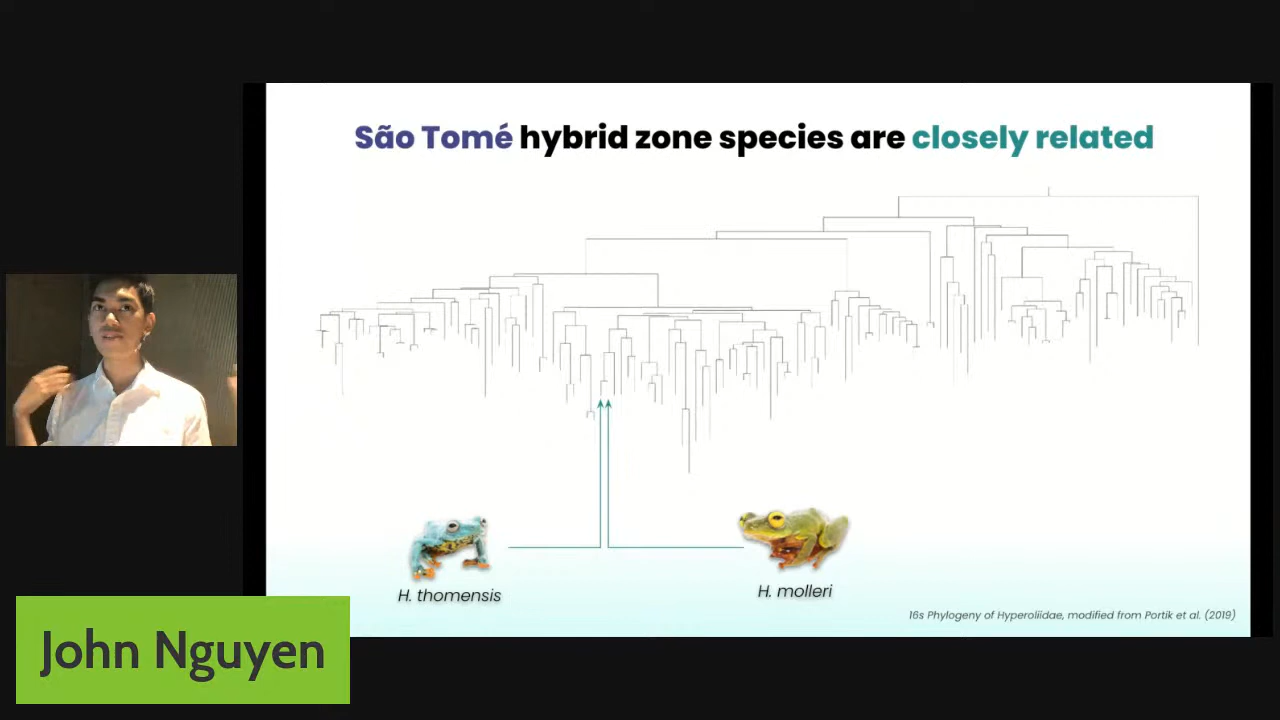 São Tomé hybrid zone species are closely related
H. thomensis
H. molleri
16s Phylogeny of Hyperoliidae, modified from Portik et al. (2019)
John Nguyen